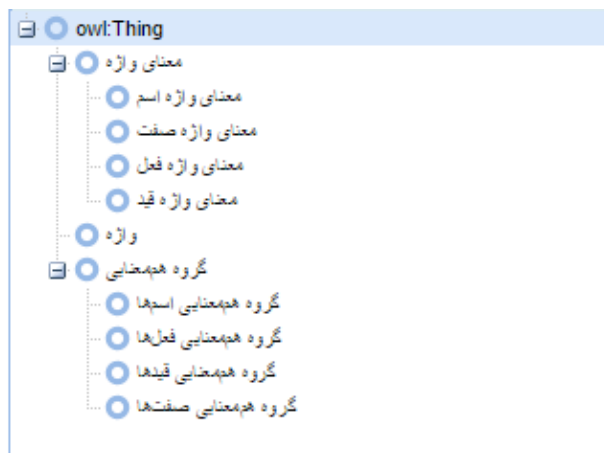 owl:Thing
معنای واژه
معنای واژه اسم
معنای واژه صفت
معنای واژه فعل
معنای واژه قید
واژه
گروه هم‌معنایی
گروه هم‌معنایی اسم‌ها
گروه هم‌معنایی فعل‌ها
گروه هم‌معنایی قیدها
گروه هم‌معنایی صفت‌ها